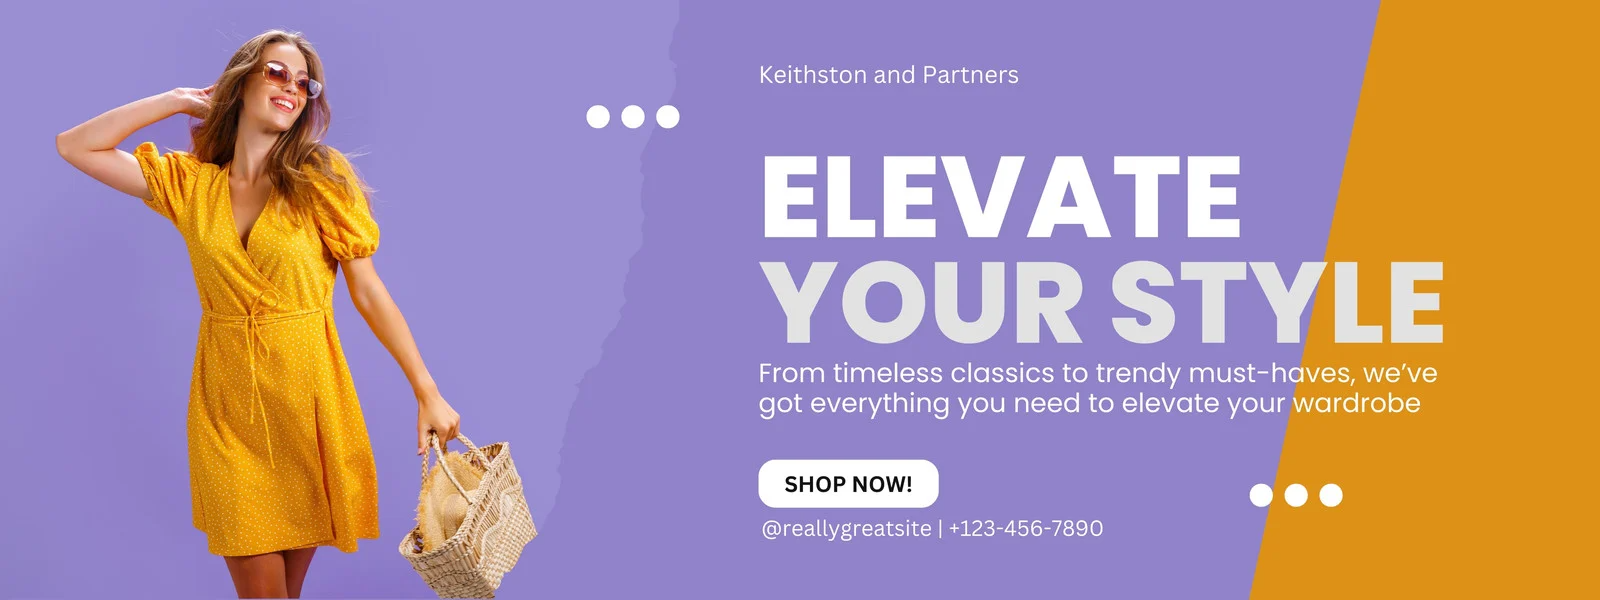 Keithston and Partners
ELEVATE
YOUR STYLE
From timeless classics to trendy must-haves, we’ve
got everything you need to elevate your wardrobe
SHOP NOW!
@reallygreatsite | +123-456-7890